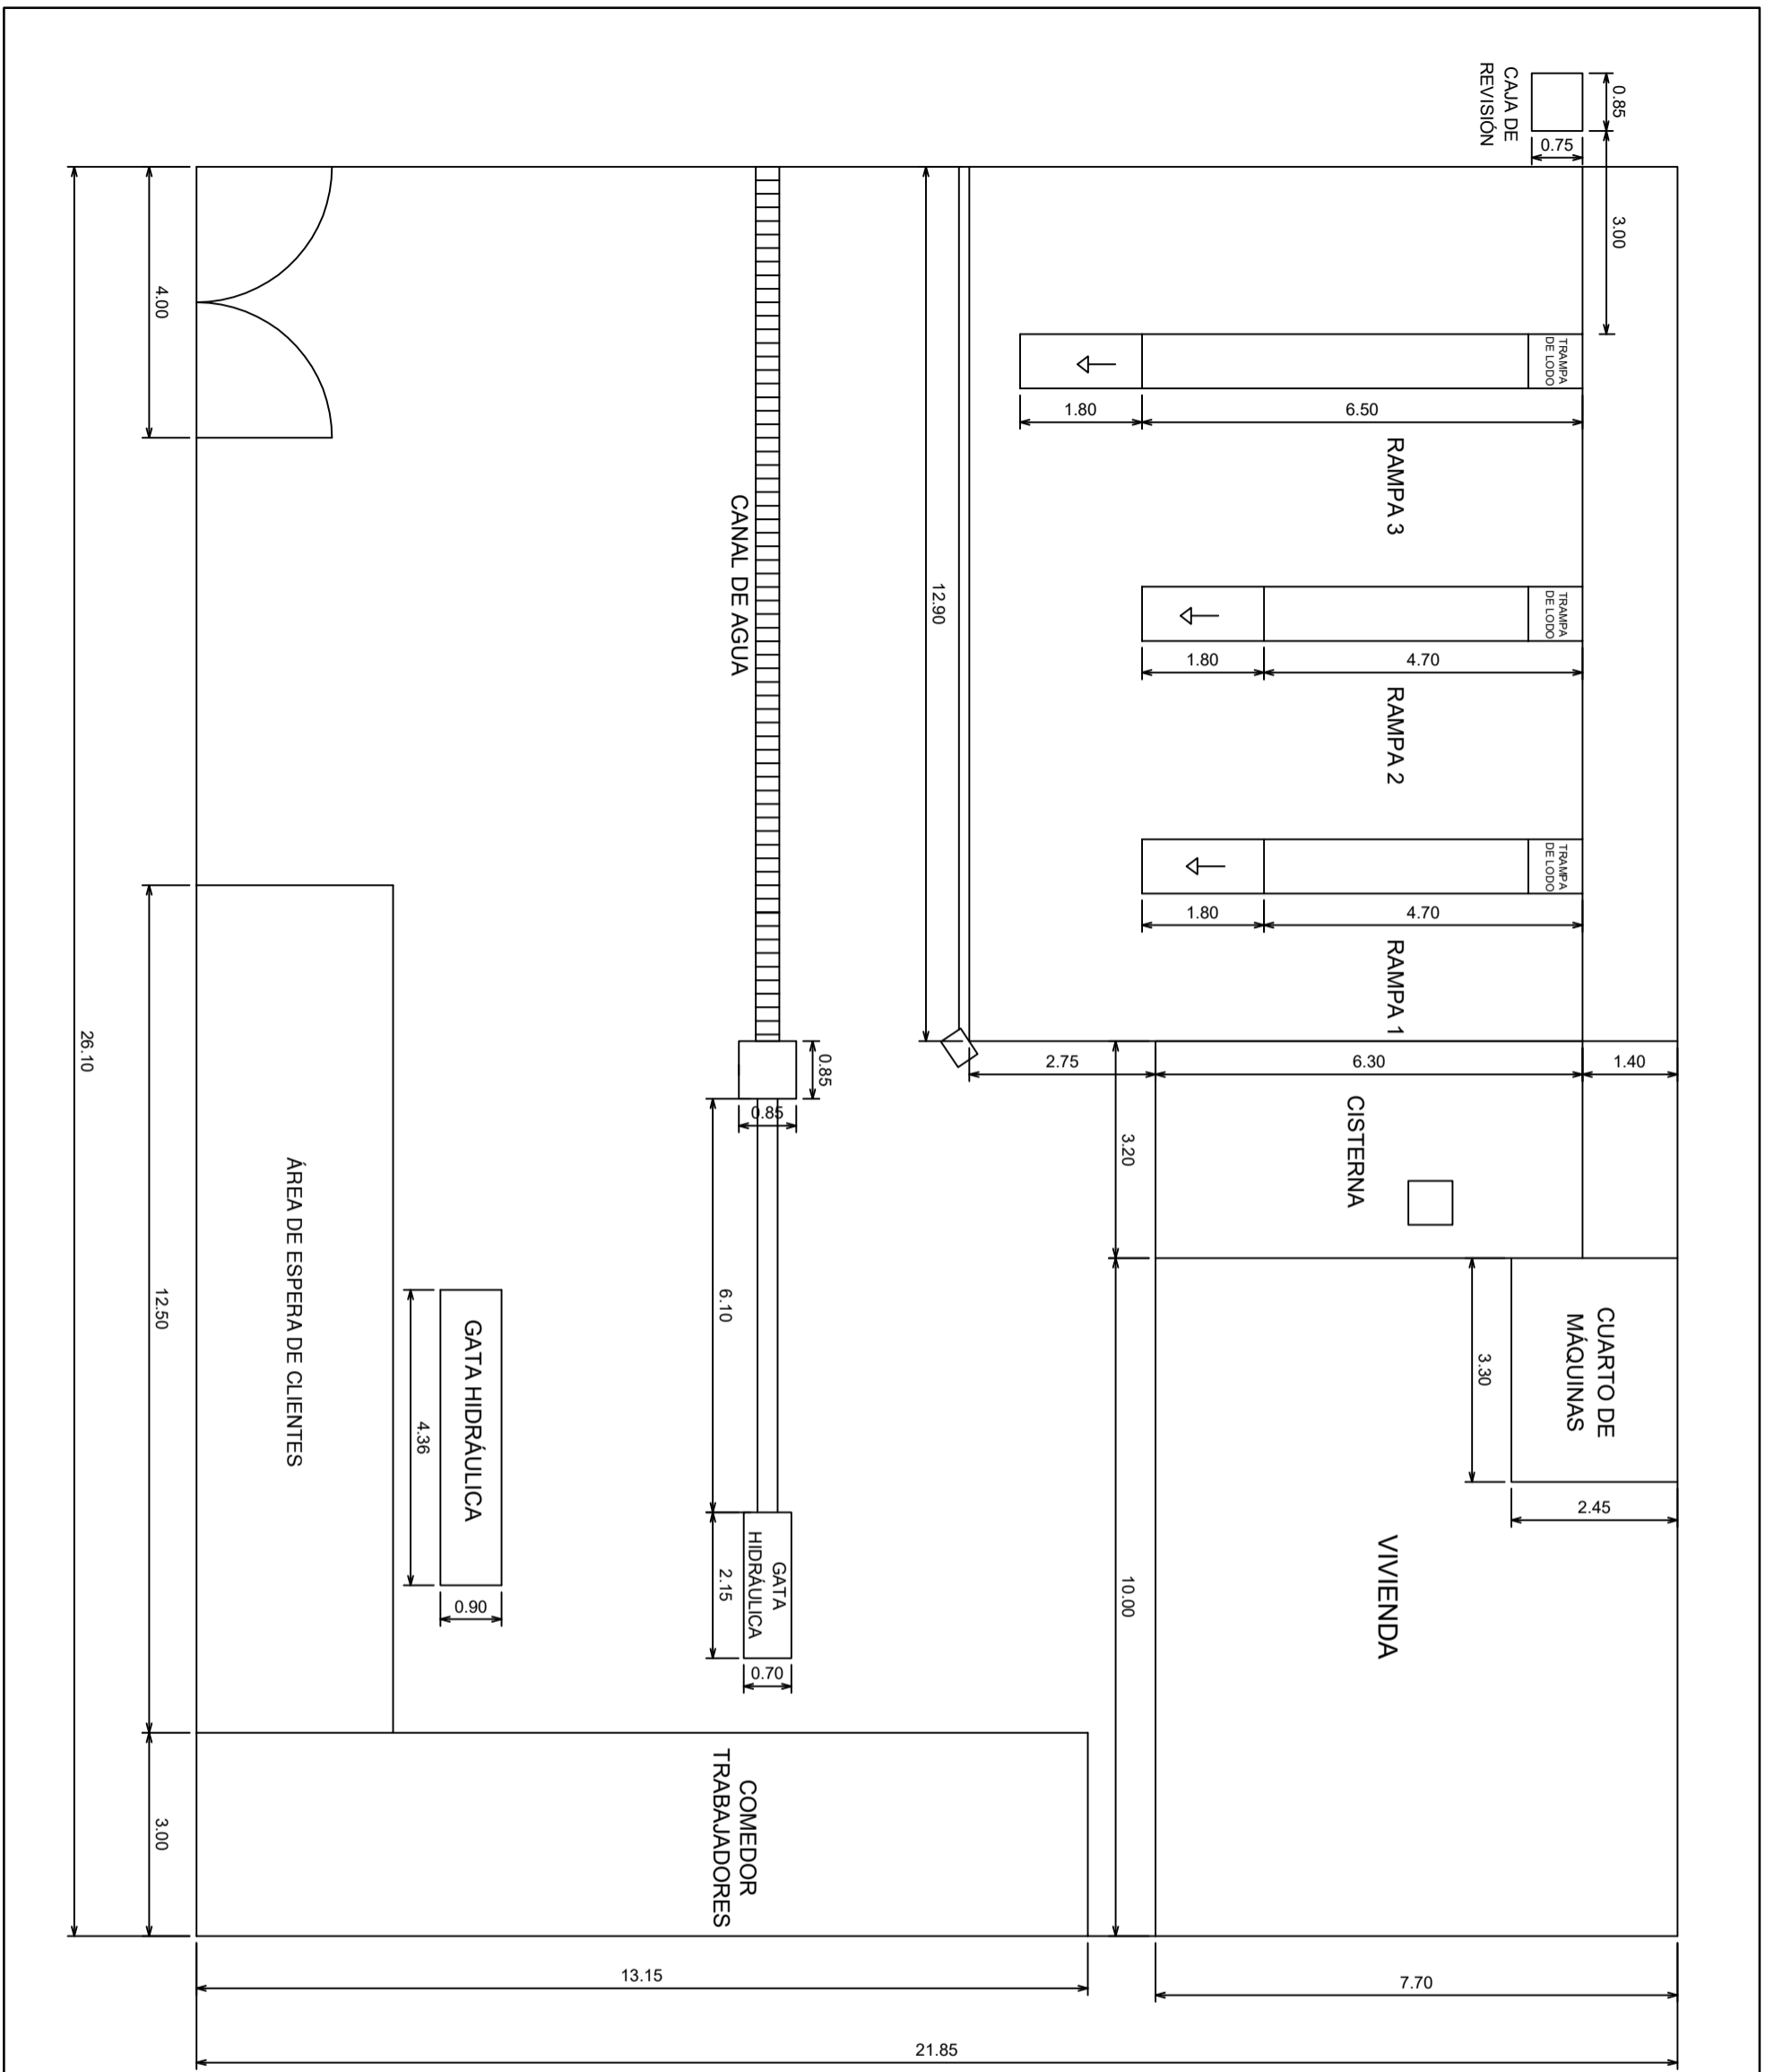 CAJA DE
REVISIÓN
0.85
0.75
3.00
TRAMPA
DE LODO
1.80
6.50
RAMPA 3
TRAMPA
DE LODO
1.80
4.70
RAMPA 2
TRAMPA
DE LODO
1.80
4.70
RAMPA 1
4.00
CANAL DE AGUA
12.90
26.10
0.85
0.85
2.75
6.30
1.40
3.20
CISTERNA
12.50
ÁREA DE ESPERA DE CLIENTES
GATA HIDRÁULICA
4.36
0.90
6.10
GATA
HIDRÁULICA
2.15
0.70
CUARTO DE
MÁQUINAS
3.30
2.45
VIVIENDA
10.00
3.00
COMEDOR
TRABAJADORES
13.15
7.70
21.85